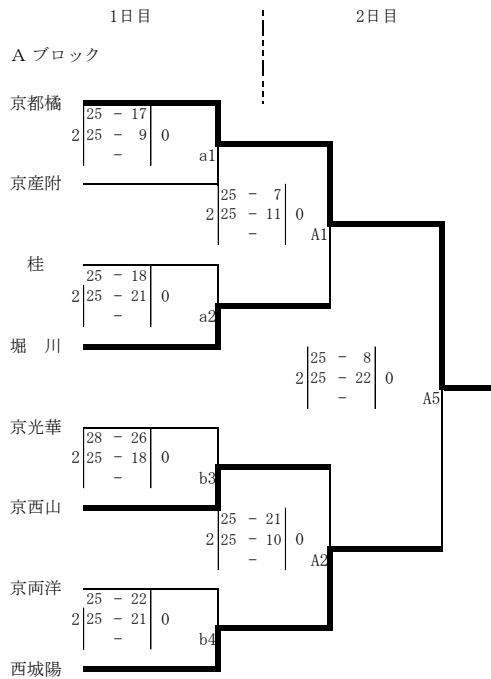 1日目 2日目
A ブロック
京都橘
25 － 17
2 25 － 9 0
－ a1
京産附
25 － 7
2 25 － 11 0
－ A1
桂
25 － 18
2 25 － 21 0
－ a2
堀 川
25 － 8
2 25 － 22 0
－ A5
京光華
28 － 26
2 25 － 18 0
－ b3
京西山
25 － 21
2 25 － 10 0
－ A2
京両洋
25 － 22
2 25 － 21 0
－ b4
西城陽